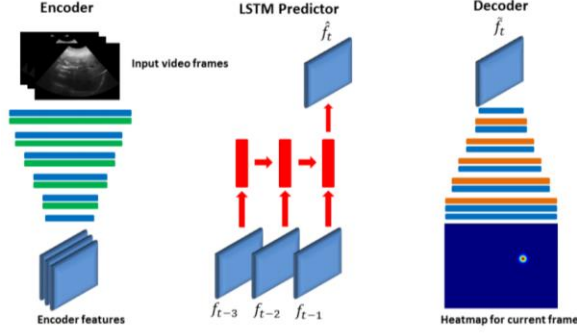 Encoder
LSTM Predictor
Decoder
Input video frames
f̂ₜ
f̃ₜ
fₜ₋₃
fₜ₋₂
fₜ₋₁
Encoder features
Heatmap for current frame